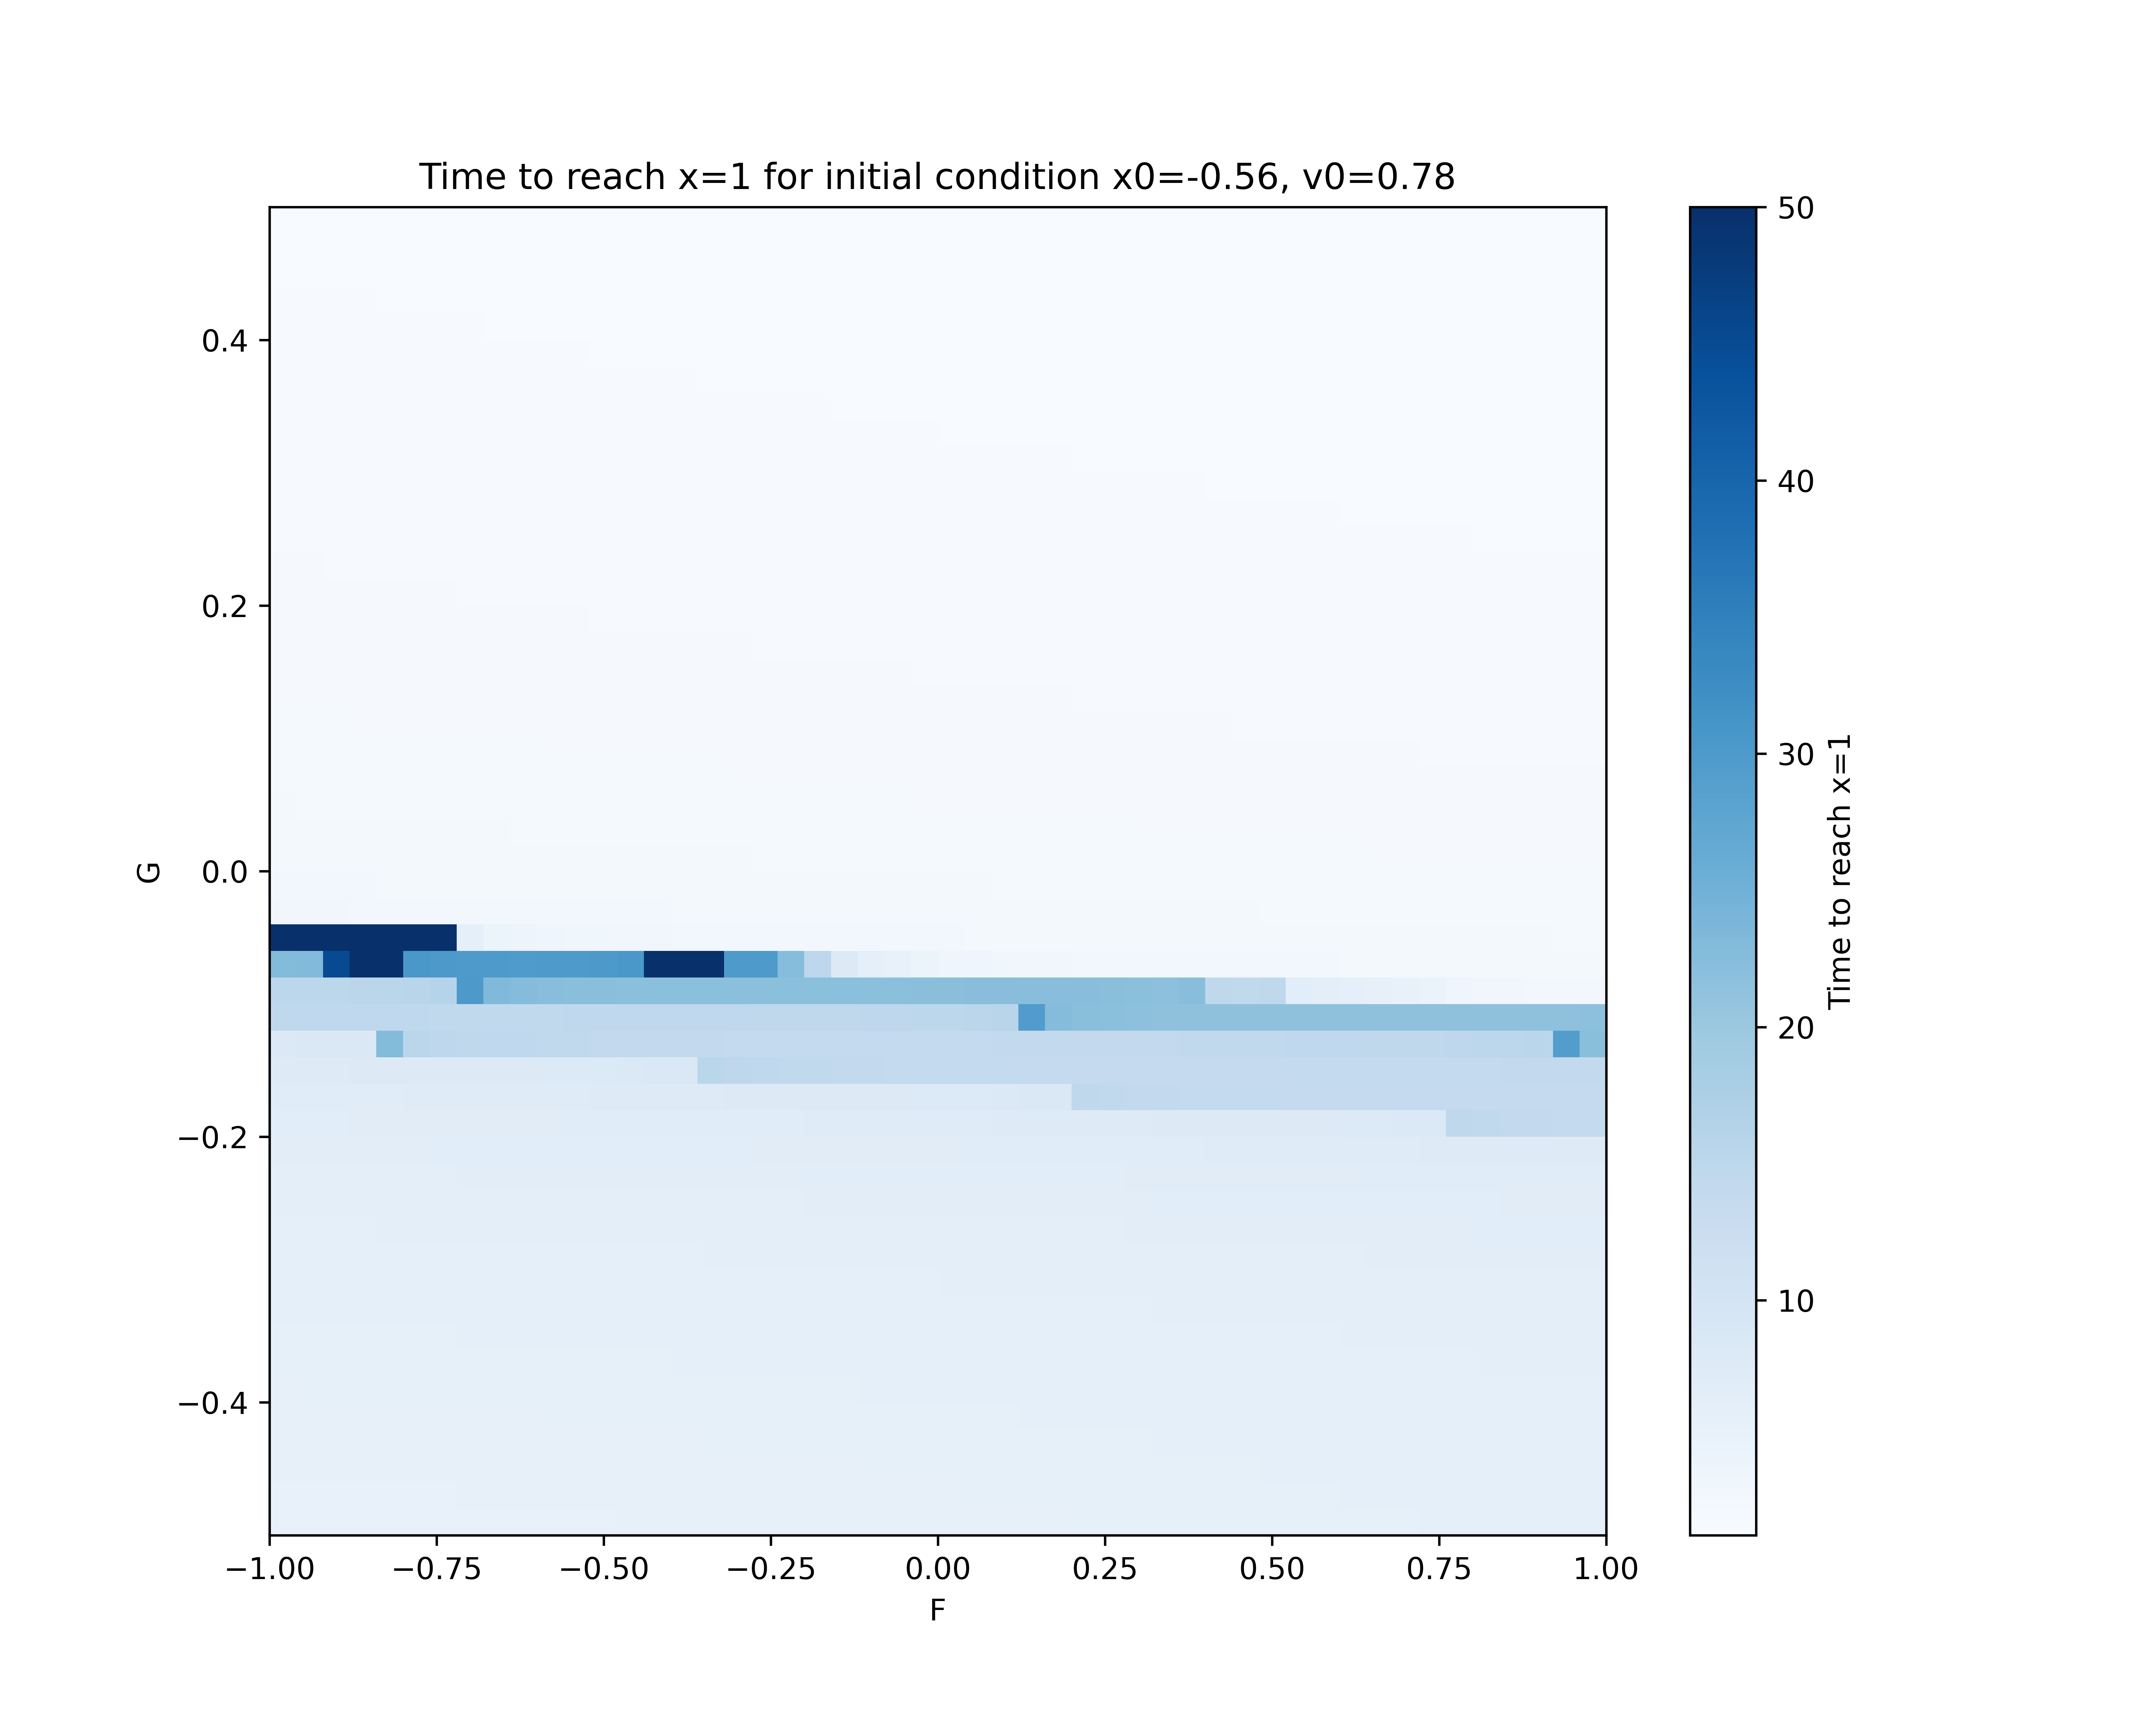 Time to reach x=1 for initial condition x0=-0.56, v0=0.78
G
0.4
0.2
0.0
−0.2
−0.4
−1.00 −0.75 −0.50 −0.25 0.00 0.25 0.50 0.75 1.00
F
50
40
30
20
10
Time to reach x=1